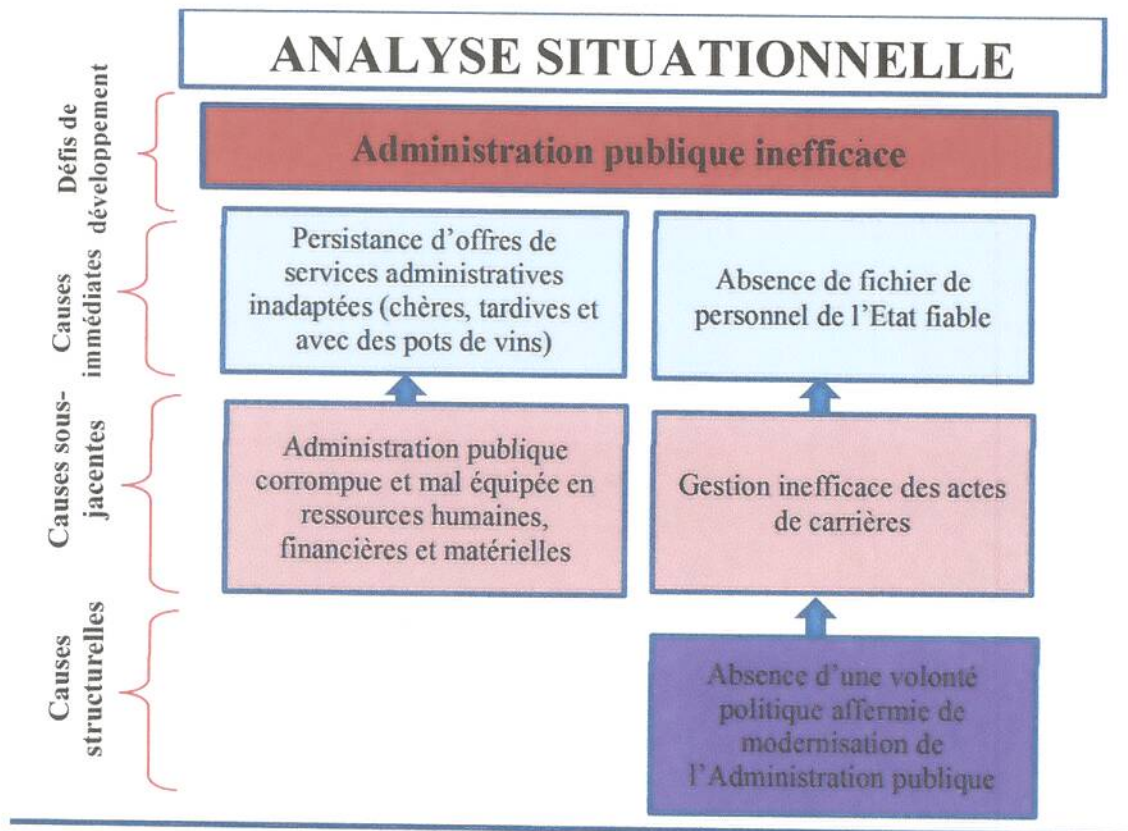 ANALYSE SITUATIONNELLE
Défis de
développement
Administration publique inefficace
Causes
immédiates
Persistance d'offres de
services administratives
inadaptées (chères, tardives et
avec des pots de vins)
Absence de fichier de
personnel de l'Etat fiable
Causes sous-
jacentes
Administration publique
corrompue et mal équipée en
ressources humaines,
financières et matérielles
Gestion inefficace des actes
de carrières
Causes
structurelles
Absence d'une volonté
politique affermie de
modernisation de
l'Administration publique